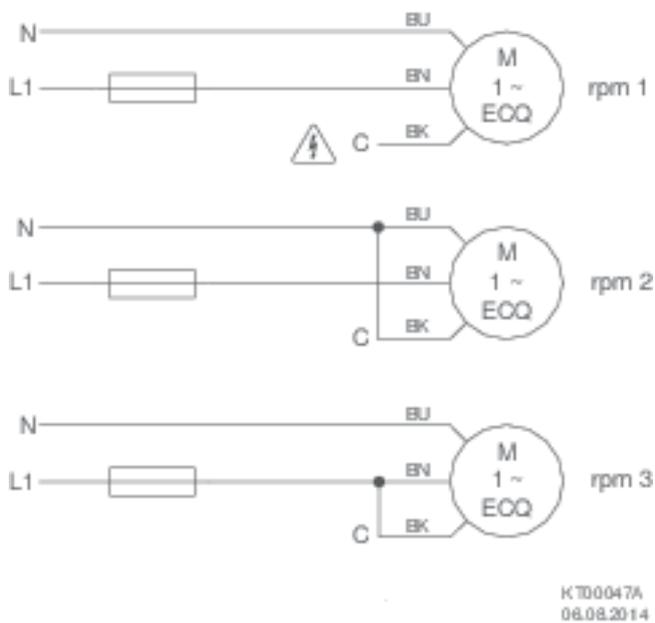 N BU
M
L1 BN 1 ~ rpm 1
ECQ
C BK
N BU
M
L1 BN 1 ~ rpm 2
ECQ
C BK
N BU
M
L1 BN 1 ~ rpm 3
ECQ
C BK
KT00047A
06.08.2014